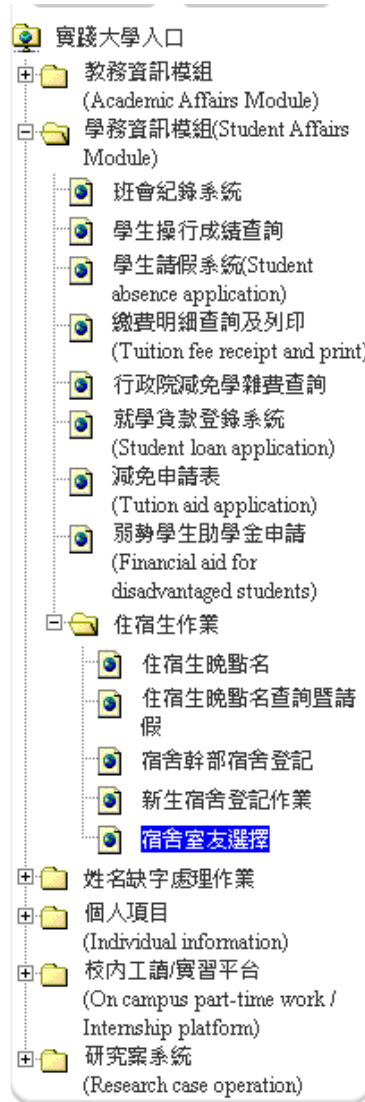 實踐大學入口
教務資訊模組
(Academic Affairs Module)
學務資訊模組(Student Affairs
Module)
班會紀錄系統
學生操行成績查詢
學生請假系統(Student
absence application)
繳費明細查詢及列印
(Tuition fee receipt and print)
行政院減免學雜費查詢
就學貸款登錄系統
(Student loan application)
減免申請表
(Tution aid application)
弱勢學生助學金申請
(Financial aid for
disadvantaged students)
住宿生作業
住宿生晚點名
住宿生晚點名查詢暨請
假
宿舍幹部宿舍登記
新生宿舍登記作業
宿舍室友選擇
姓名缺字處理作業
個人項目
(Individual information)
校內工讀/實習平台
(On campus part-time work /
Internship platform)
研究案系統
(Research case operation)